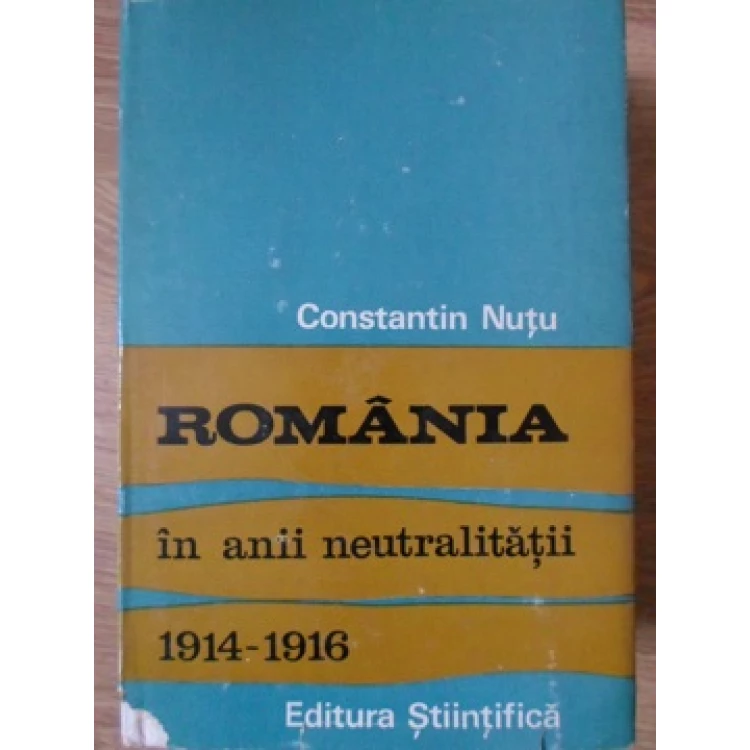 Constantin Nuțu
ROMÂNIA
în anii neutralității
1914-1916
Editura Științifică